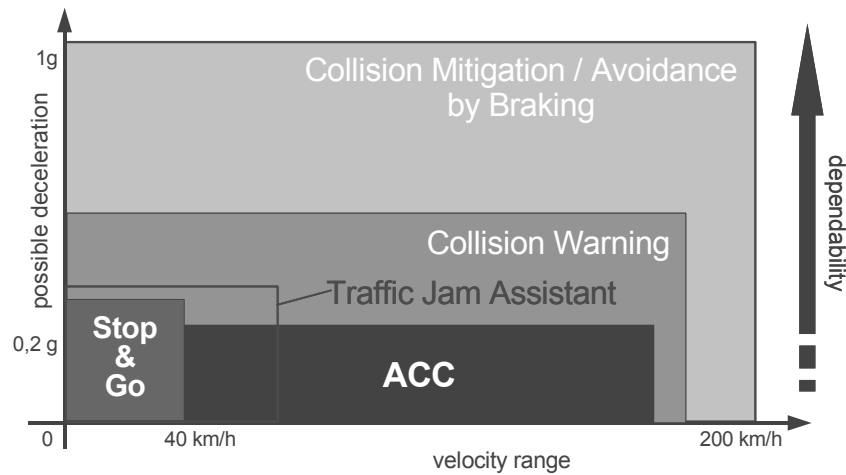 1g
Collision Mitigation / Avoidance
by Braking
possible deceleration
dependability
Collision Warning
Traffic Jam Assistant
Stop
&
Go
0,2 g
ACC
0
40 km/h
200 km/h
velocity range